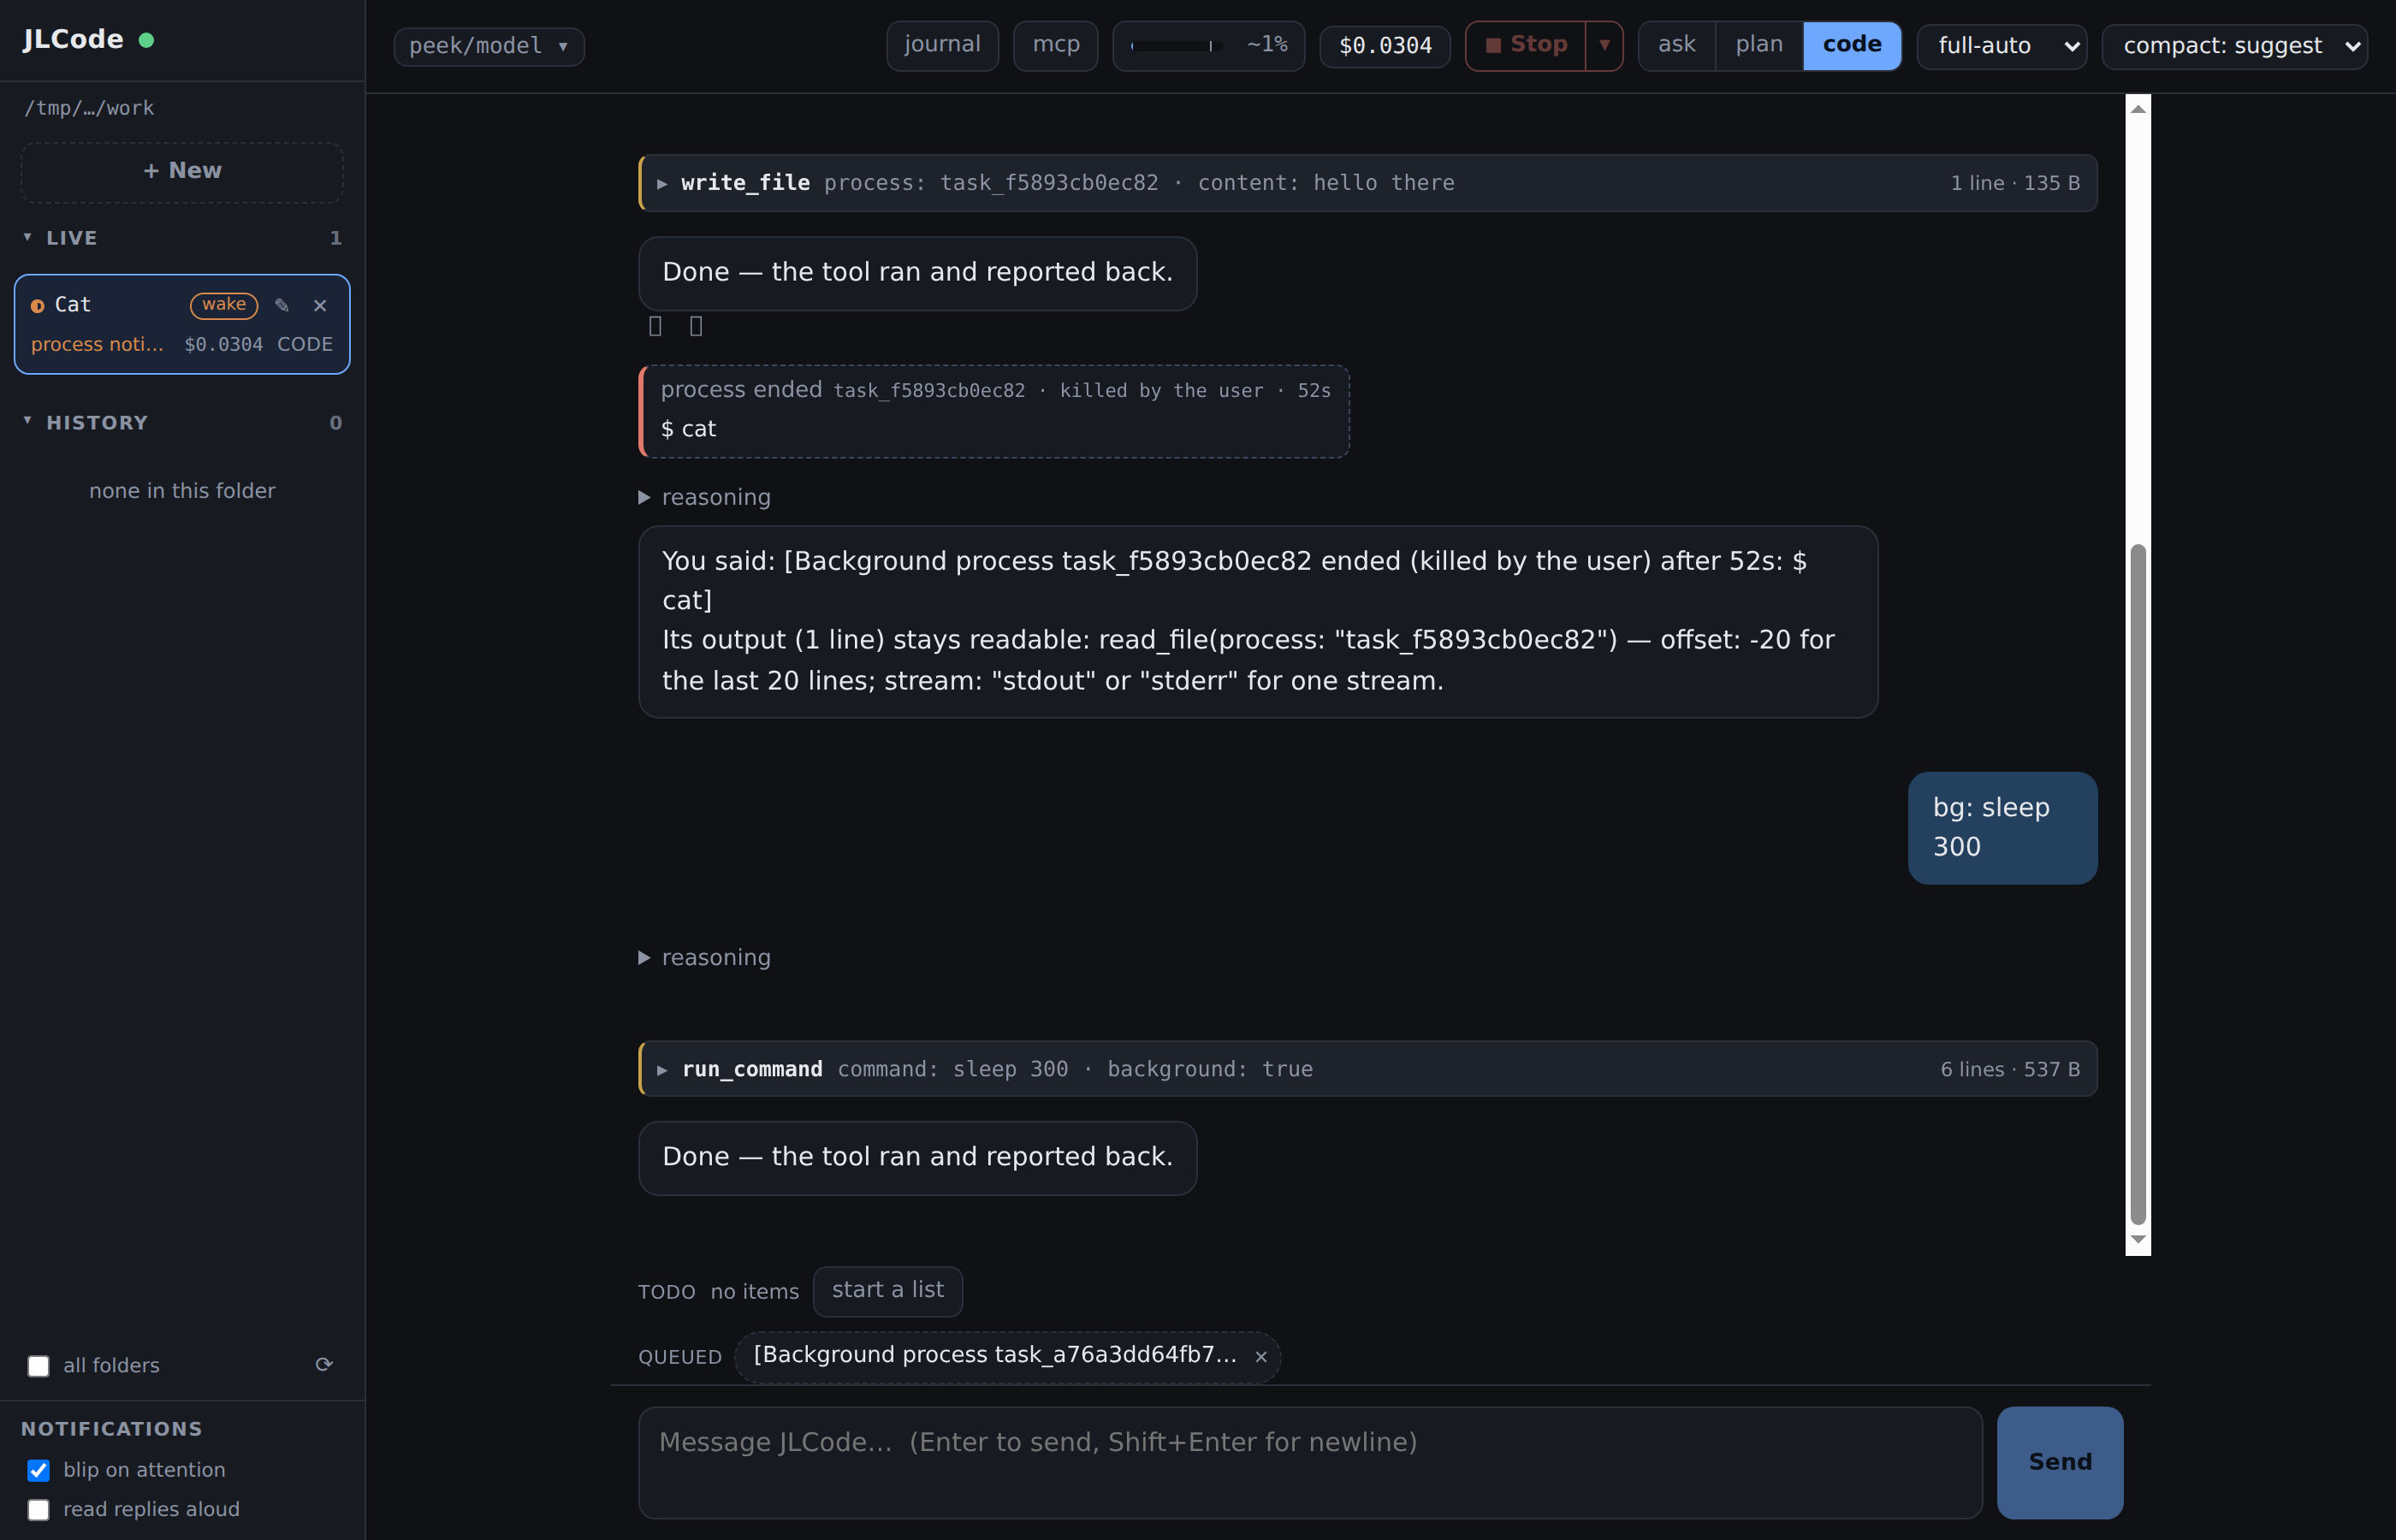 JLCode
/tmp/…/work
+ New
▾ LIVE 1
Cat wake ✎ ✕
process noti… $0.0304 CODE
▾ HISTORY 0
none in this folder
all folders ⟳
NOTIFICATIONS
blip on attention
read replies aloud
peek/model ▾
journal mcp ~1% $0.0304 ■ Stop ▾ ask plan code full-auto compact: suggest
▸ write_file process: task_f5893cb0ec82 · content: hello there 1 line · 135 B
Done — the tool ran and reported back.
process ended task_f5893cb0ec82 · killed by the user · 52s
$ cat
▶ reasoning
You said: [Background process task_f5893cb0ec82 ended (killed by the user) after 52s: $
cat]
Its output (1 line) stays readable: read_file(process: "task_f5893cb0ec82") — offset: -20 for
the last 20 lines; stream: "stdout" or "stderr" for one stream.
bg: sleep
300
▶ reasoning
▸ run_command command: sleep 300 · background: true 6 lines · 537 B
Done — the tool ran and reported back.
TODO no items start a list
QUEUED [Background process task_a76a3dd64fb7… ×
Message JLCode… (Enter to send, Shift+Enter for newline)
Send